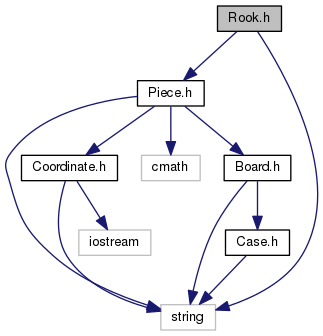 Rook.h
Piece.h
Coordinate.h
cmath
Board.h
iostream
Case.h
string